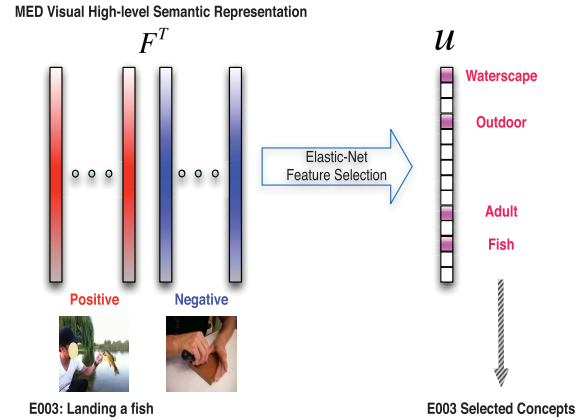 MED Visual High-level Semantic Representation
F^T
u
Waterscape
Outdoor
Elastic-Net
Feature Selection
Adult
Fish
Positive
Negative
E003: Landing a fish
E003 Selected Concepts